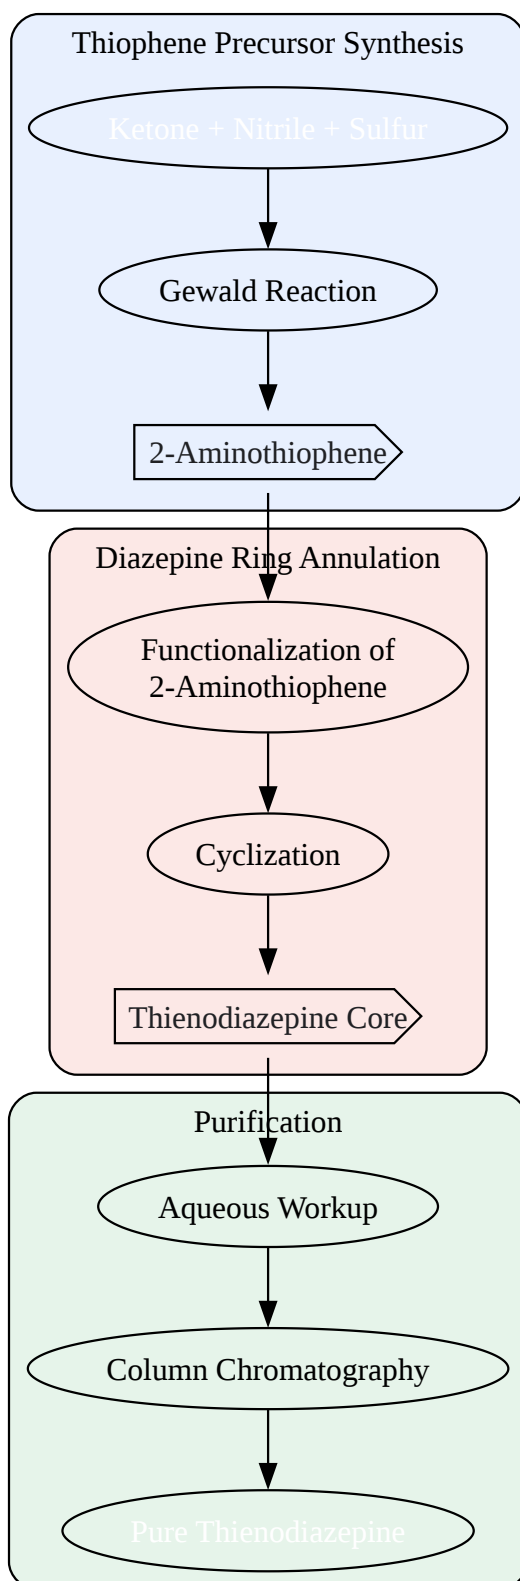 Thiophene Precursor Synthesis
Ketone + Nitrile + Sulfur
Gewald Reaction
2-Aminothiophene
Diazepine Ring Annulation
Functionalization of
2-Aminothiophene
Cyclization
Thienodiazepine Core
Purification
Aqueous Workup
Column Chromatography
Pure Thienodiazepine